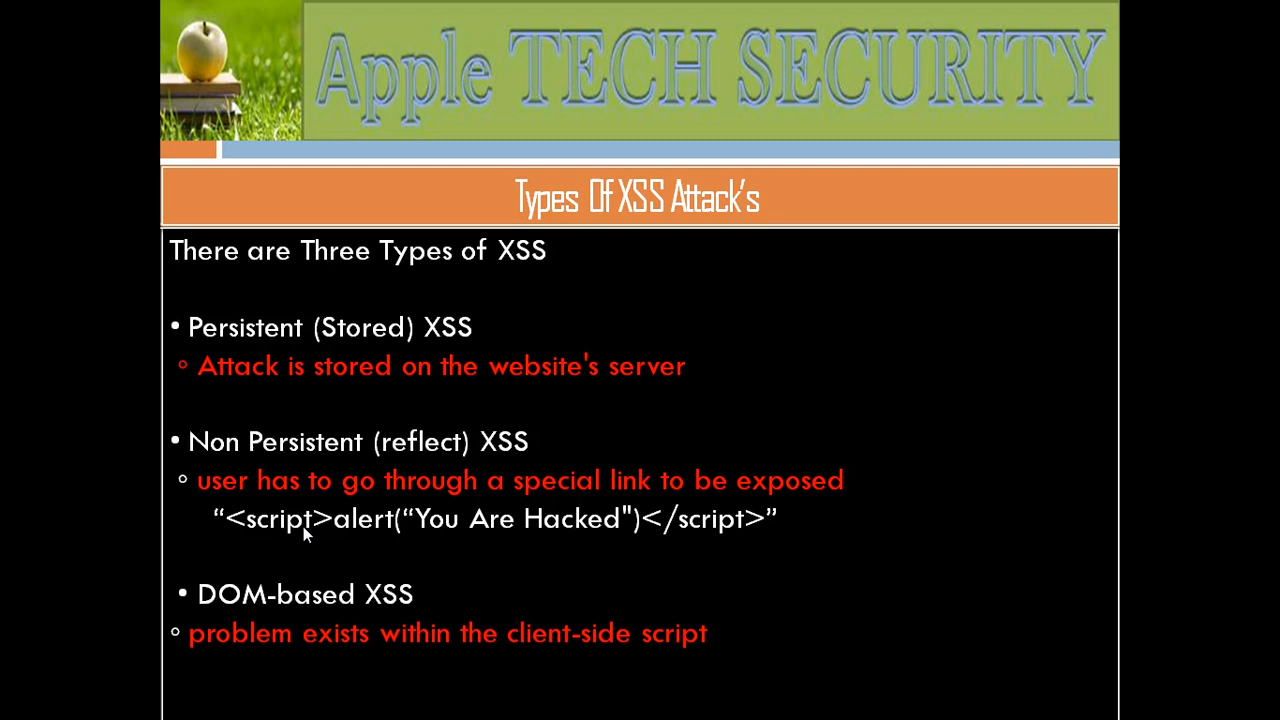 Apple TECH SECURITY
Types Of XSS Attack's
There are Three Types of XSS
• Persistent (Stored) XSS
◦ Attack is stored on the website's server
• Non Persistent (reflect) XSS
◦ user has to go through a special link to be exposed
“<script>alert(“You Are Hacked")</script>”
• DOM-based XSS
◦ problem exists within the client-side script